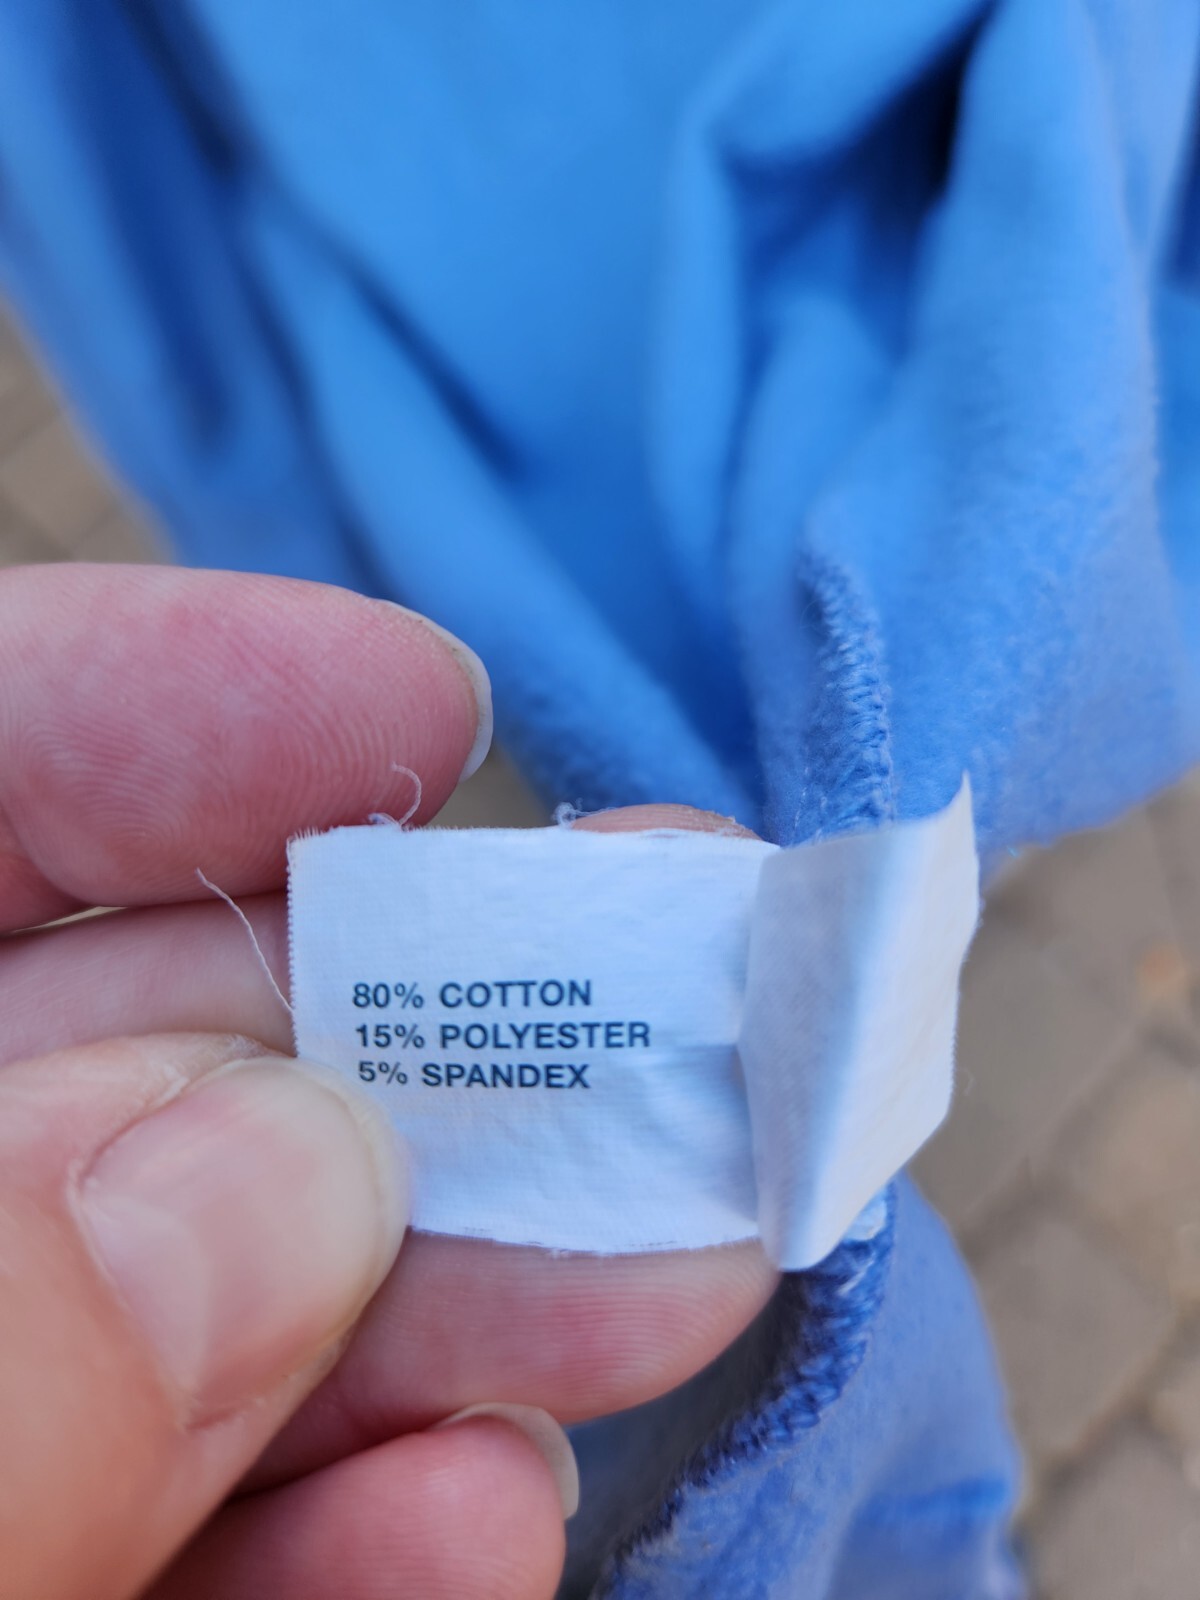 80% COTTON
15% POLYESTER
5% SPANDEX